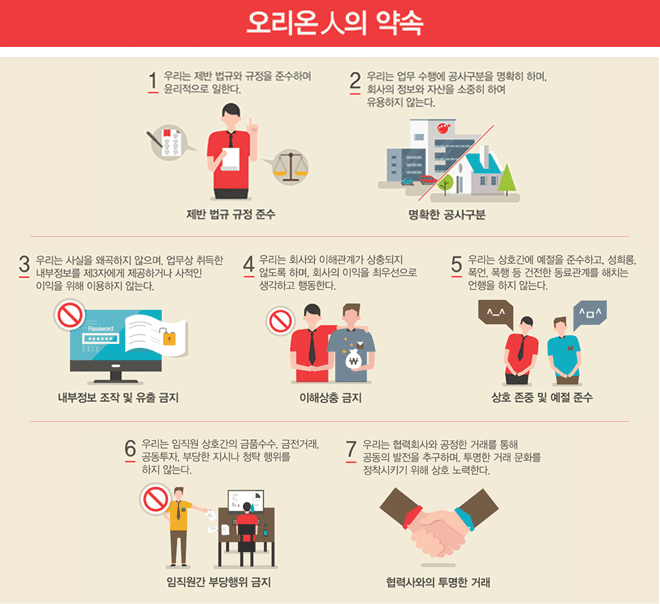 오리온人의 약속
1 우리는 제반 법규와 규정을 준수하며
윤리적으로 일한다.
제반 법규 규정 준수
2 우리는 업무 수행에 공사구분을 명확히 하며,
회사의 정보와 자산을 소중히 하여
유용하지 않는다.
명확한 공사구분
3 우리는 사실을 왜곡하지 않으며, 업무상 취득한
내부정보를 제3자에게 제공하거나 사적인
이익을 위해 이용하지 않는다.
Password
내부정보 조작 및 유출 금지
4 우리는 회사와 이해관계가 상충되지
않도록 하며, 회사의 이익을 최우선으로
생각하고 행동한다.
₩
이해상충 금지
5 우리는 상호간에 예절을 준수하고, 성희롱,
폭언, 폭행 등 건전한 동료관계를 해치는
언행을 하지 않는다.
^_^
^ㅁ^
상호 존중 및 예절 준수
6 우리는 임직원 상호간의 금품수수, 금전거래,
공동투자, 부당한 지시나 청탁 행위를
하지 않는다.
임직원간 부당행위 금지
7 우리는 협력회사와 공정한 거래를 통해
공동의 발전을 추구하며, 투명한 거래 문화를
정착시키기 위해 상호 노력한다.
협력사와의 투명한 거래